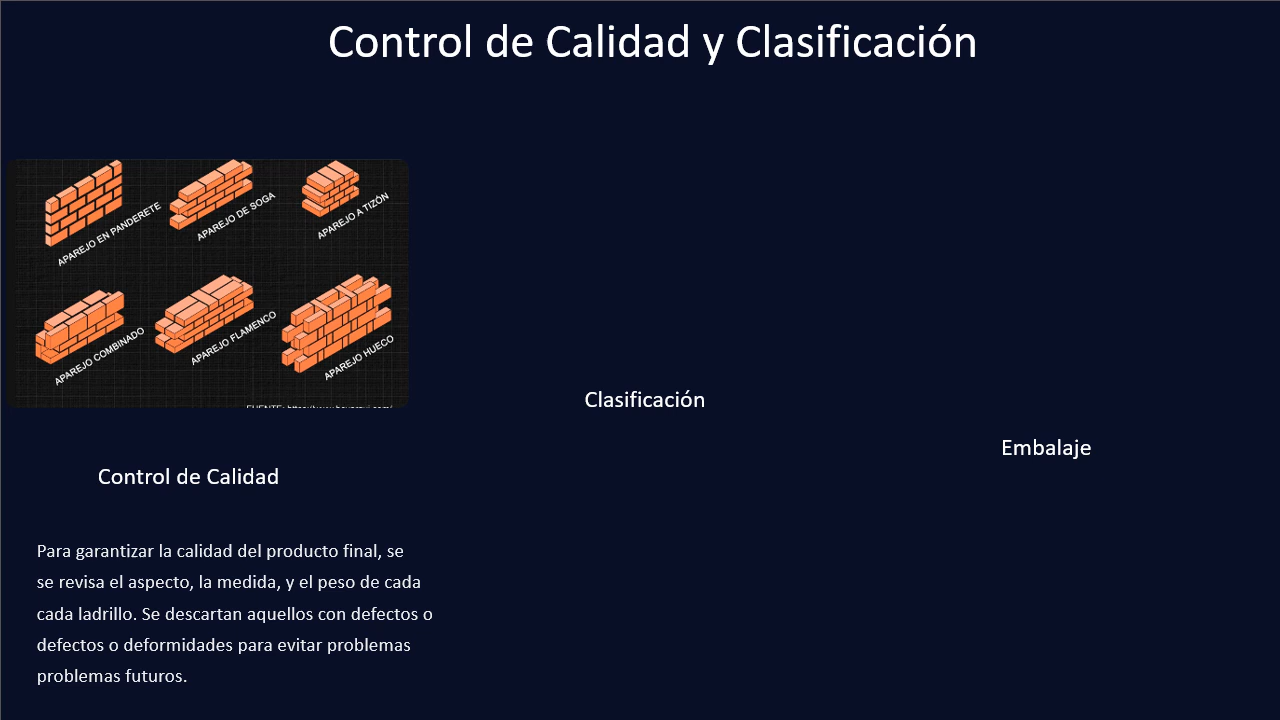 Control de Calidad y Clasificación
APAREJO EN PANDERETE
APAREJO DE SOGA
APAREJO A TIZÓN
APAREJO COMBINADO
APAREJO FLAMENCO
APAREJO HUECO
Clasificación
Embalaje
Control de Calidad
Para garantizar la calidad del producto final, se
se revisa el aspecto, la medida, y el peso de cada
cada ladrillo. Se descartan aquellos con defectos o
defectos o deformidades para evitar problemas
problemas futuros.